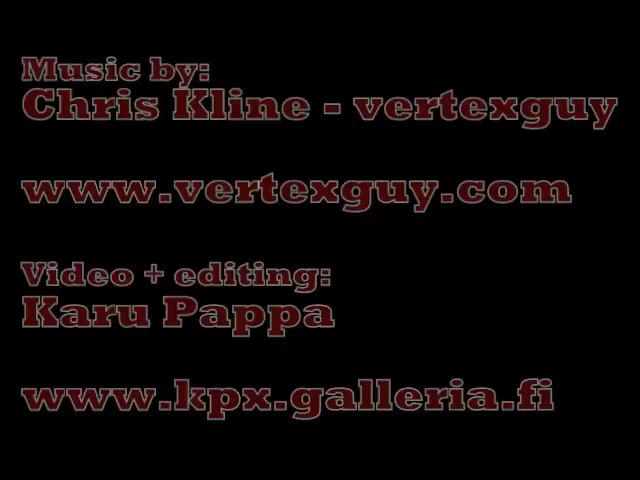 Music by:
Chris Kline - vertexguy
www.vertexguy.com
Video + editing:
Karu Pappa
www.kpx.galleria.fi